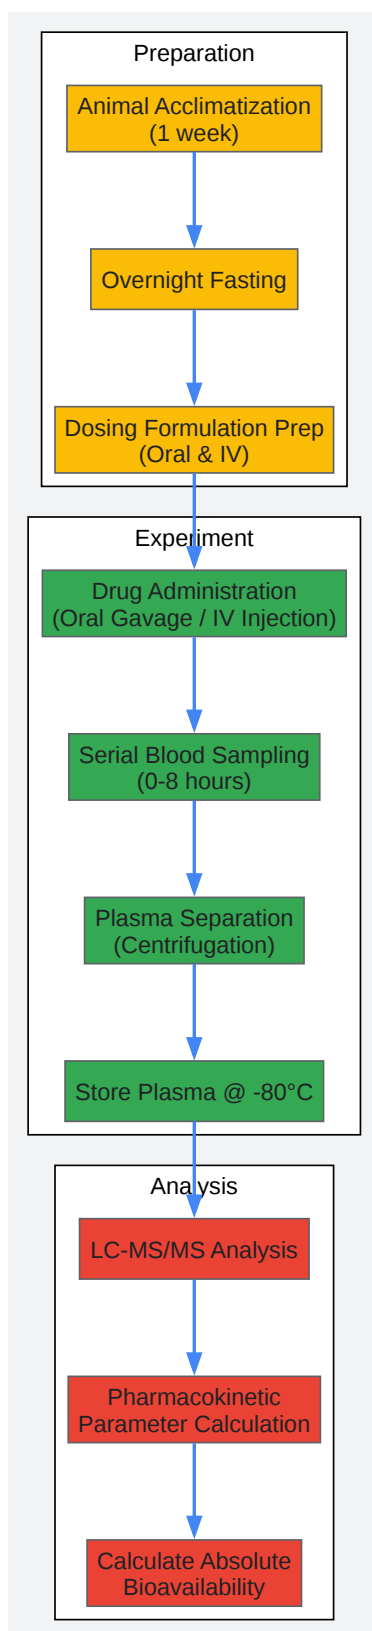 Preparation
Animal Acclimatization
(1 week)
Overnight Fasting
Dosing Formulation Prep
(Oral & IV)
Experiment
Drug Administration
(Oral Gavage / IV Injection)
Serial Blood Sampling
(0-8 hours)
Plasma Separation
(Centrifugation)
Store Plasma @ -80°C
Analysis
LC-MS/MS Analysis
Pharmacokinetic
Parameter Calculation
Calculate Absolute
Bioavailability